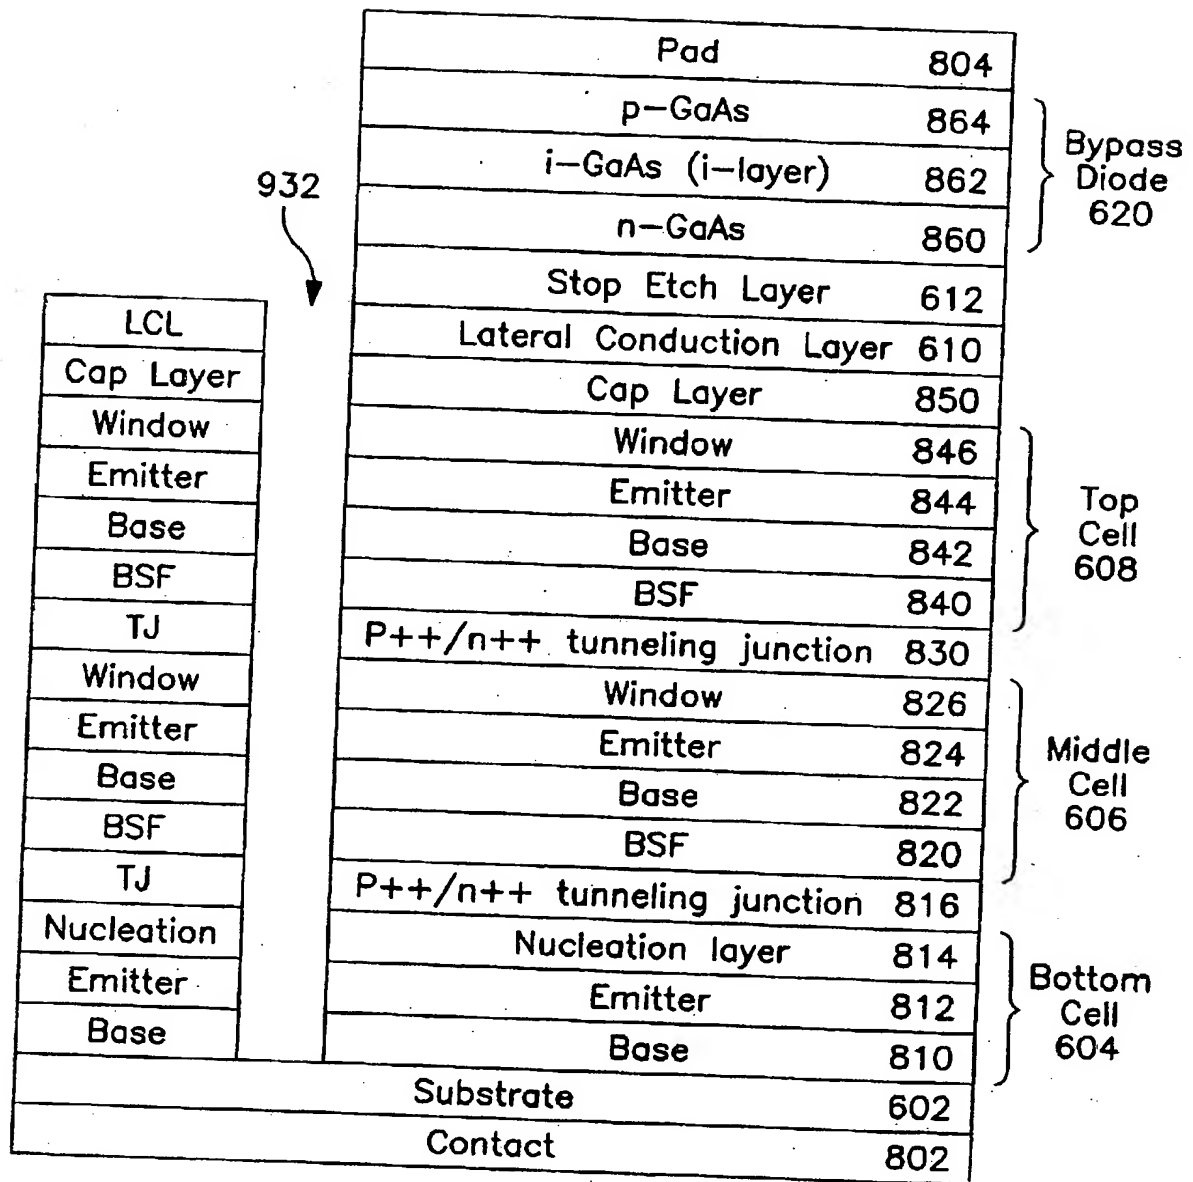 Pad 804
p-GaAs 864
i-GaAs (i-layer) 862
n-GaAs 860
Bypass
Diode
620
932
Stop Etch Layer 612
Lateral Conduction Layer 610
Cap Layer 850
Window 846
Emitter 844
Base 842
BSF 840
Top
Cell
608
P++/n++ tunneling junction 830
Window 826
Emitter 824
Base 822
BSF 820
Middle
Cell
606
P++/n++ tunneling junction 816
Nucleation layer 814
Emitter 812
Base 810
Bottom
Cell
604
LCL
Cap Layer
Window
Emitter
Base
BSF
TJ
Window
Emitter
Base
BSF
TJ
Nucleation
Emitter
Base
Substrate 602
Contact 802